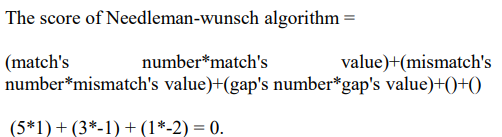 The score of Needleman-wunsch algorithm =
(match's number*match's value)+(mismatch's
number*mismatch's value)+(gap's number*gap's value)+()+()
(5*1) + (3*-1) + (1*-2) = 0.